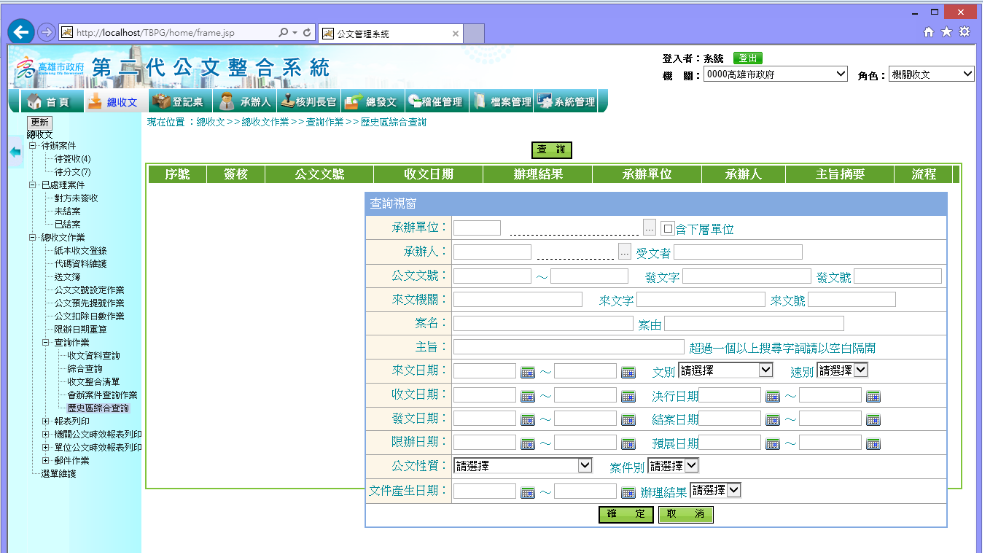 http://localhost/TBPG/home/frame.jsp
公文管理系統
高雄市政府 第二代公文整合系統
登入者：系統 登出
機 關： 0000高雄市政府 角色： 機關收文
首頁 總收文 登記桌 承辦人 核判長官 總發文 稽催管理 檔案管理 系統管理
更新
現在位置：總收文>>總收文作業>>查詢作業>>歷史區綜合查詢
總收文
待辦案件
待簽收(4)
待分文(7)
已處理案件
對方未簽收
未結案
已結案
總收文作業
紙本收文登錄
代碼資料維護
送文簿
公文文號設定作業
公文預先提號作業
公文扣除日數作業
限辦日期重算
查詢作業
收文資料查詢
綜合查詢
收文整合清單
會辦案件查詢作業
歷史區綜合查詢
報表列印
機關公文時效報表列印
單位公文時效報表列印
郵件作業
選單維護
查 詢
序號 簽核 公文文號 收文日期 辦理結果 承辦單位 承辦人 主旨摘要 流程
查詢視窗
承辦單位： ... 含下層單位
承辦人： ... 受文者
公文文號： ～ 發文字 發文號
來文機關： 來文字 來文號
案名： 案由
主旨： 超過一個以上搜尋字詞請以空白隔開
來文日期： ～ 文別 請選擇 速別 請選擇
收文日期： ～ 決行日期 ～
發文日期： ～ 結案日期 ～
限辦日期： ～ 預展日期 ～
公文性質： 請選擇 案件別 請選擇
文件產生日期： ～ 辦理結果 請選擇
確 定 取 消